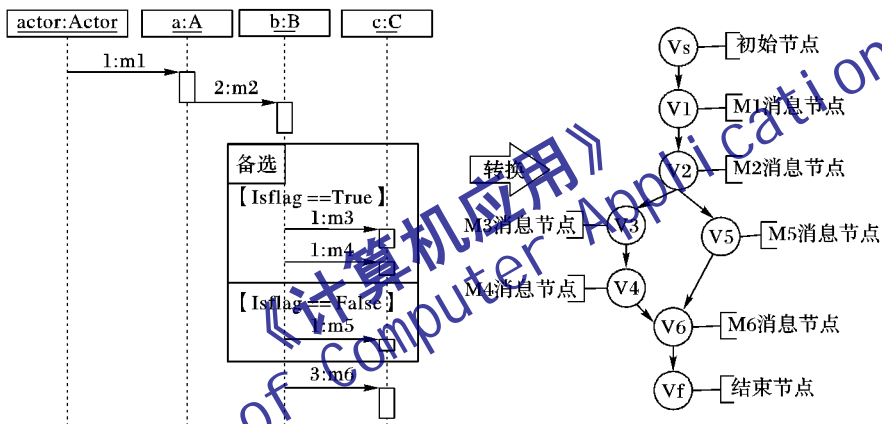 actor:Actor
a:A
b:B
c:C
1:m1
2:m2
备选
【Isflag==True】
1:m3
1:m4
【Isflag==False】
1:m5
3:m6
转换
Vs
初始节点
V1
M1消息节点
V2
M2消息节点
M3消息节点
V3
V5
M5消息节点
M4消息节点
V4
V6
M6消息节点
Vf
结束节点
《计算机应用》
of Computer Application